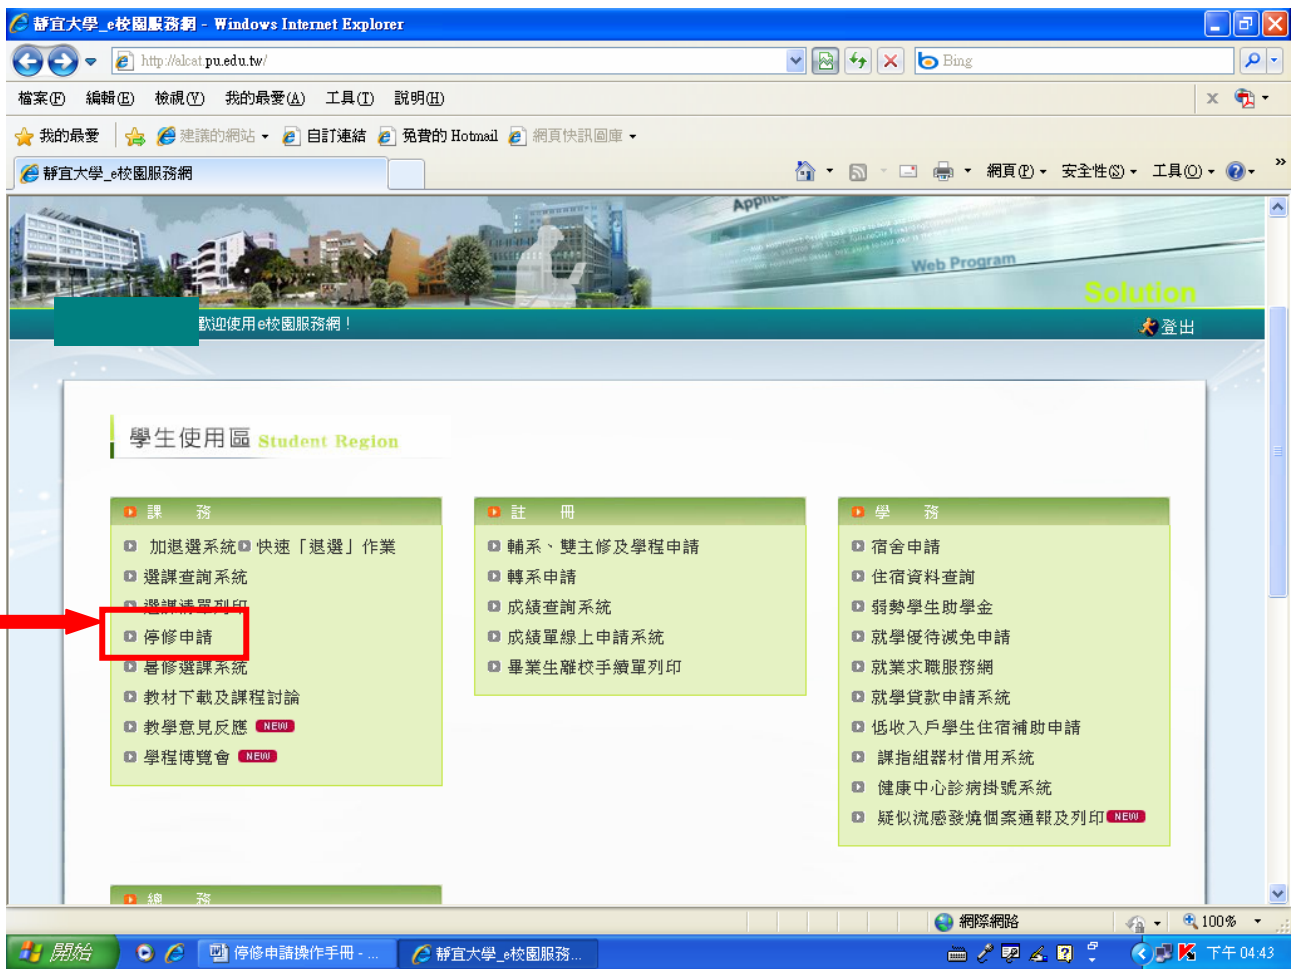 靜宜大學_e校園服務網 - Windows Internet Explorer
http://alcat.pu.edu.tw/
Bing
檔案(F) 編輯(E) 檢視(V) 我的最愛(A) 工具(T) 說明(H)
我的最愛 建議的網站 自訂連結 免費的 Hotmail 網頁快訊圖庫
靜宜大學_e校園服務網
網頁(P) 安全性(S) 工具(O)
Web Program
Solution
歡迎使用e校園服務網！
登出
學生使用區 Student Region
課 務
加退選系統 快速「退選」作業
選課查詢系統
選課清單列印
停修申請
暑修選課系統
教材下載及課程討論
教學意見反應 NEW
學程博覽會 NEW
註 冊
輔系、雙主修及學程申請
轉系申請
成績查詢系統
成績單線上申請系統
畢業生離校手續單列印
學 務
宿舍申請
住宿資料查詢
弱勢學生助學金
就學優待減免申請
就業求職服務網
就學貸款申請系統
低收入戶學生住宿補助申請
課指組器材借用系統
健康中心診病掛號系統
疑似流感發燒個案通報及列印 NEW
總 務
網際網路
100%
開始
停修申請操作手冊 - ...
靜宜大學_e校園服務...
下午 04:43